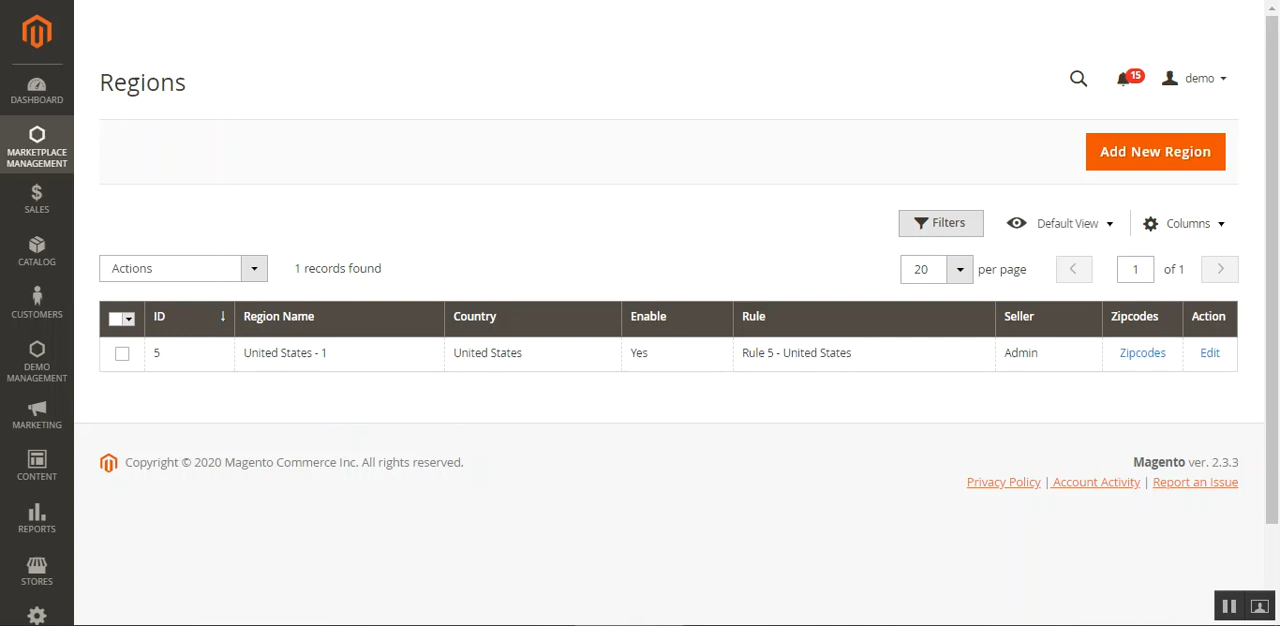 Regions
15
demo
DASHBOARD
MARKETPLACE
MANAGEMENT
SALES
CATALOG
CUSTOMERS
DEMO
MANAGEMENT
MARKETING
CONTENT
REPORTS
STORES
Add New Region
Filters
Default View
Columns
Actions
1 records found
20
per page
1
of 1
ID ↓ Region Name Country Enable Rule Seller Zipcodes Action
5 United States - 1 United States Yes Rule 5 - United States Admin Zipcodes Edit
Copyright © 2020 Magento Commerce Inc. All rights reserved.
Magento ver. 2.3.3
Privacy Policy | Account Activity | Report an Issue